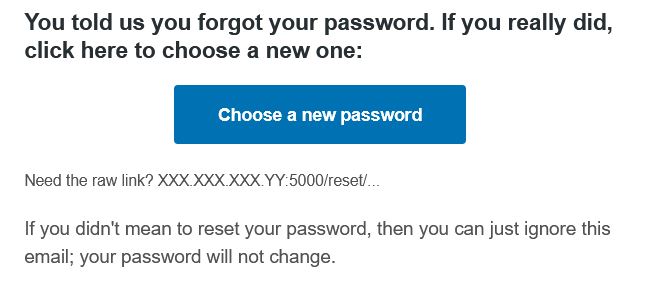 You told us you forgot your password. If you really did,
click here to choose a new one:
Choose a new password
Need the raw link? XXX.XXX.XXX.YY:5000/reset/...
If you didn't mean to reset your password, then you can just ignore this
email; your password will not change.